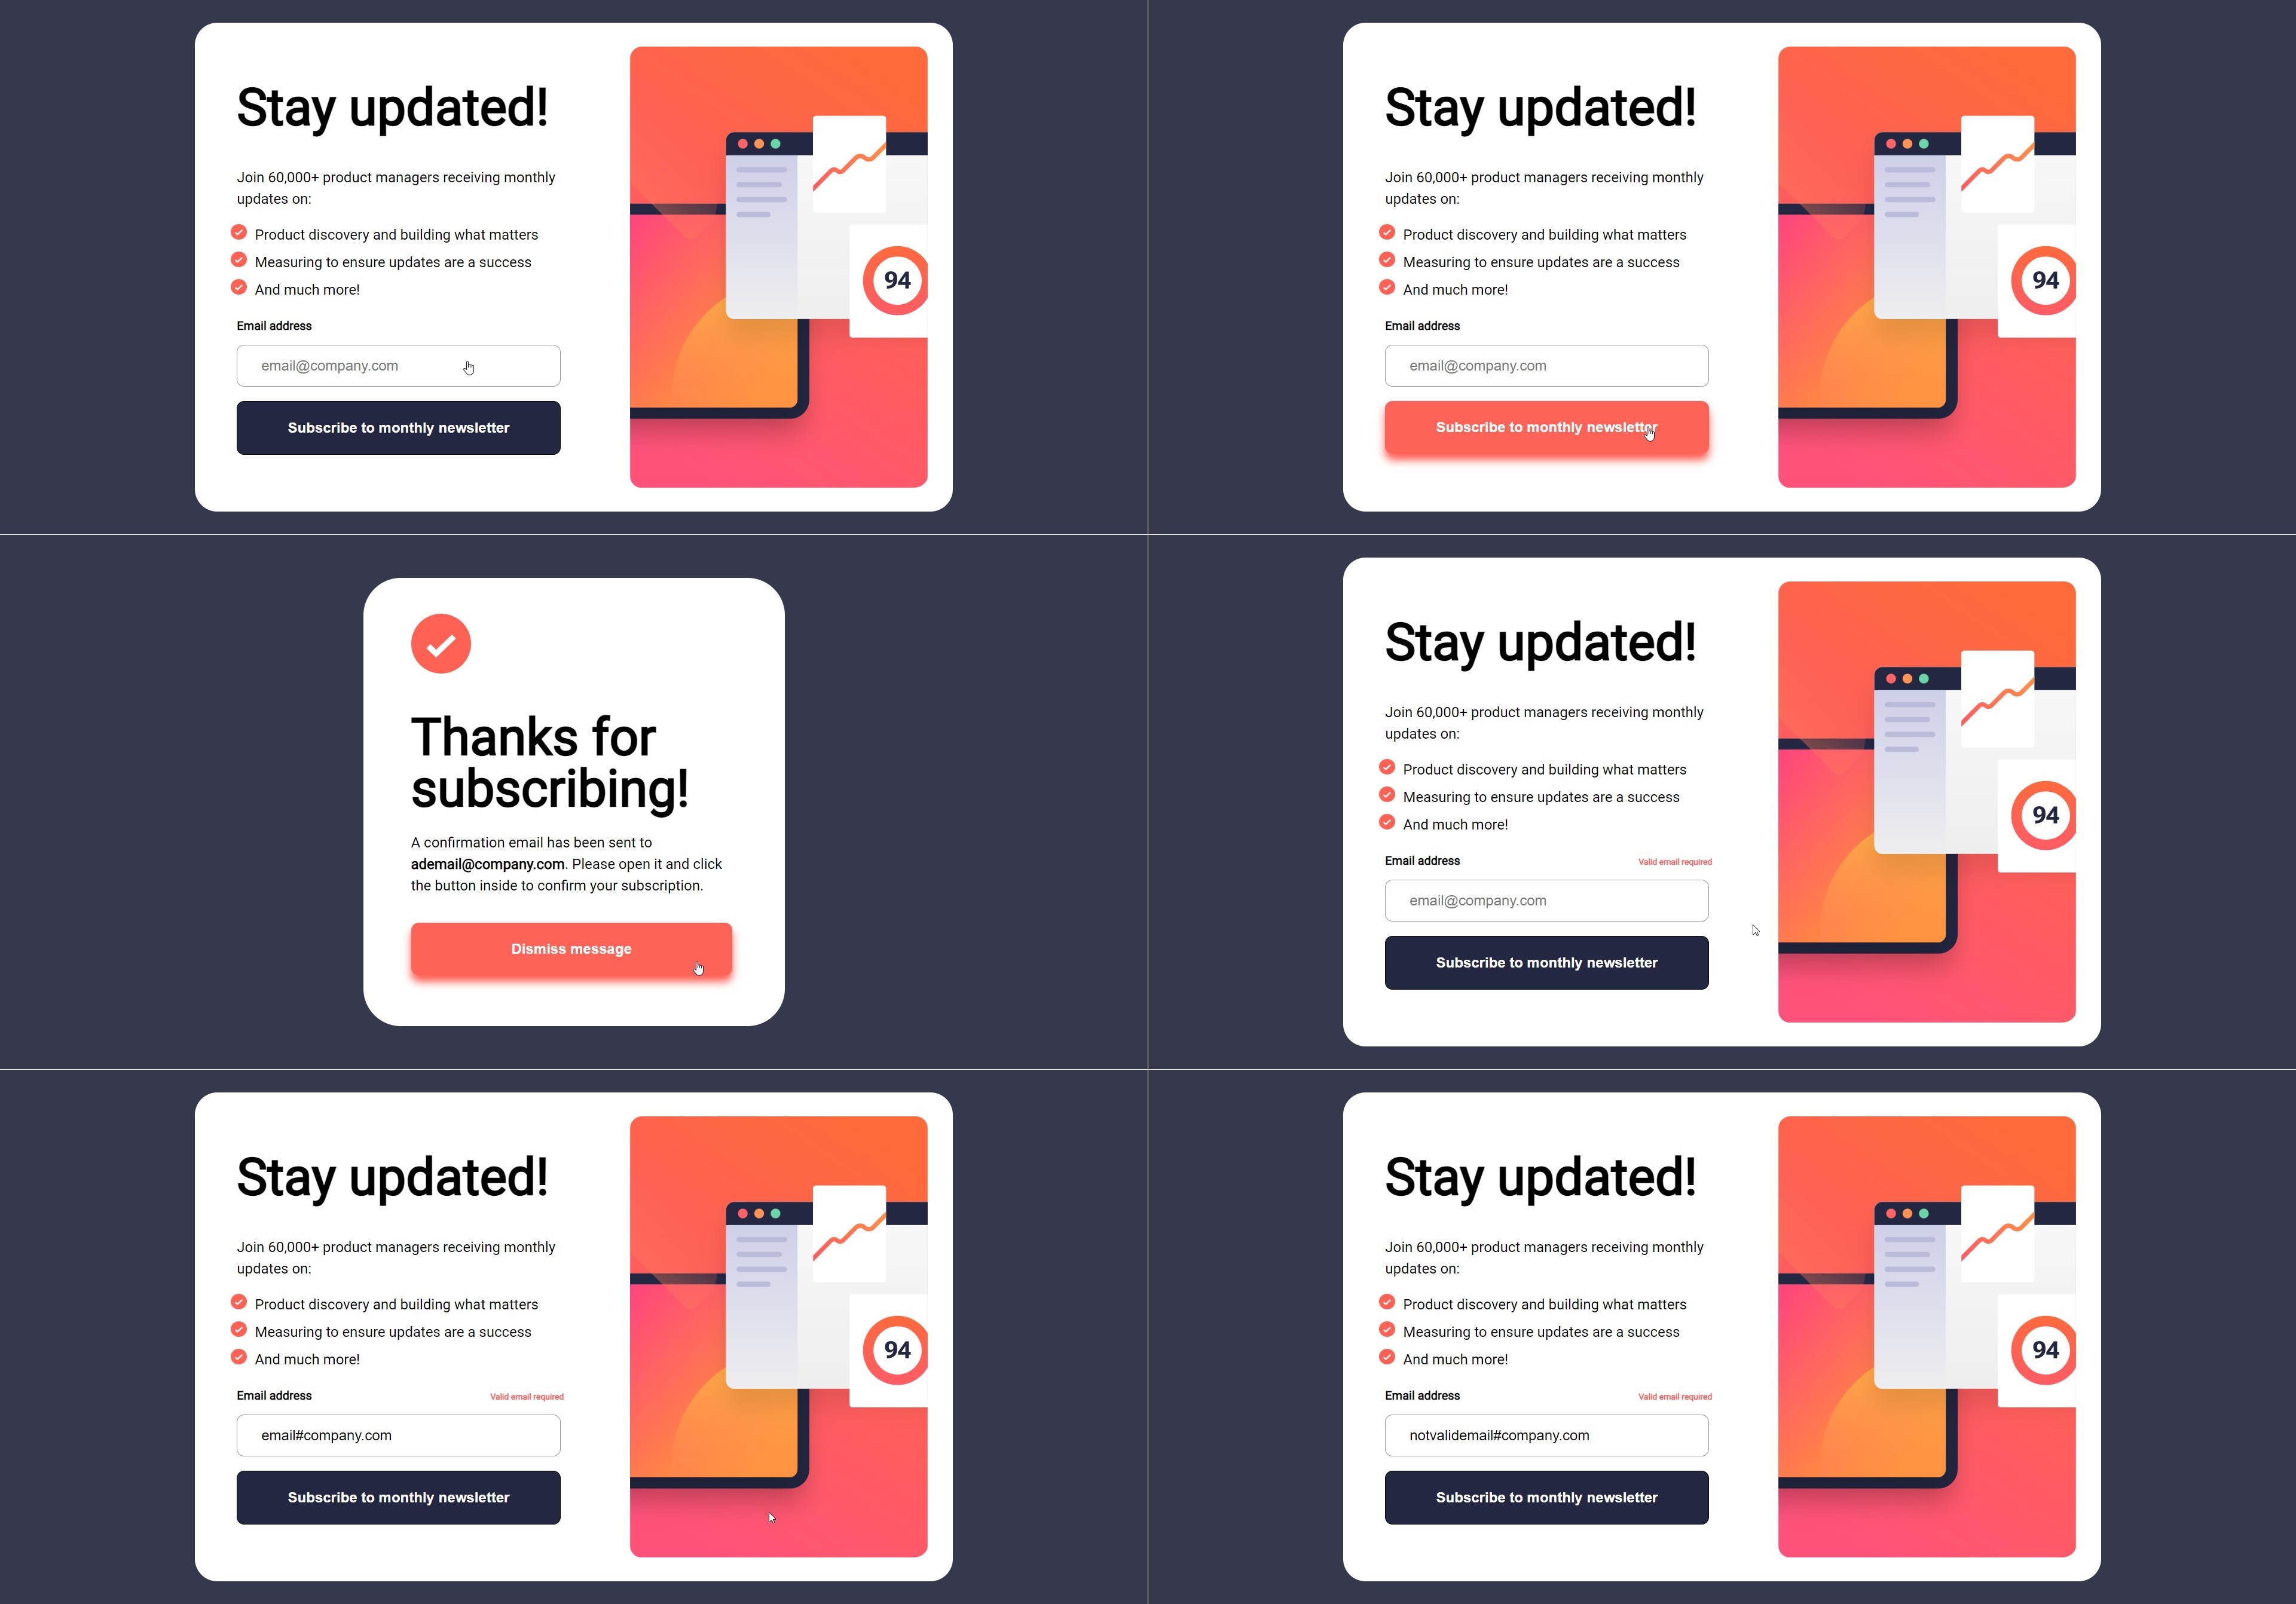 Stay updated!
Join 60,000+ product managers receiving monthly
updates on:
Product discovery and building what matters
Measuring to ensure updates are a success
And much more!
Email address
email@company.com
Subscribe to monthly newsletter
94
Stay updated!
Join 60,000+ product managers receiving monthly
updates on:
Product discovery and building what matters
Measuring to ensure updates are a success
And much more!
Email address
email@company.com
Subscribe to monthly newsletter
94
Thanks for
subscribing!
A confirmation email has been sent to
ademail@company.com. Please open it and click
the button inside to confirm your subscription.
Dismiss message
Stay updated!
Join 60,000+ product managers receiving monthly
updates on:
Product discovery and building what matters
Measuring to ensure updates are a success
And much more!
Email address Valid email required
email@company.com
Subscribe to monthly newsletter
94
Stay updated!
Join 60,000+ product managers receiving monthly
updates on:
Product discovery and building what matters
Measuring to ensure updates are a success
And much more!
Email address Valid email required
email#company.com
Subscribe to monthly newsletter
94
Stay updated!
Join 60,000+ product managers receiving monthly
updates on:
Product discovery and building what matters
Measuring to ensure updates are a success
And much more!
Email address Valid email required
notvalidemail#company.com
Subscribe to monthly newsletter
94